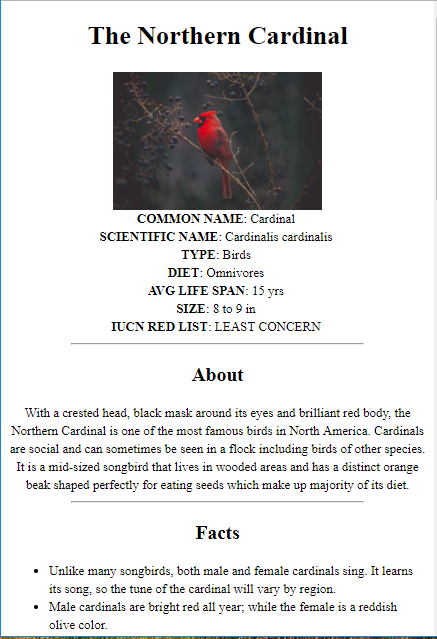 The Northern Cardinal
COMMON NAME: Cardinal
SCIENTIFIC NAME: Cardinalis cardinalis
TYPE: Birds
DIET: Omnivores
AVG LIFE SPAN: 15 yrs
SIZE: 8 to 9 in
IUCN RED LIST: LEAST CONCERN
About
With a crested head, black mask around its eyes and brilliant red body, the
Northern Cardinal is one of the most famous birds in North America. Cardinals
are social and can sometimes be seen in a flock including birds of other species.
It is a mid-sized songbird that lives in wooded areas and has a distinct orange
beak shaped perfectly for eating seeds which make up majority of its diet.
Facts
• Unlike many songbirds, both male and female cardinals sing. It learns
its song, so the tune of the cardinal will vary by region.
• Male cardinals are bright red all year; while the female is a reddish
olive color.